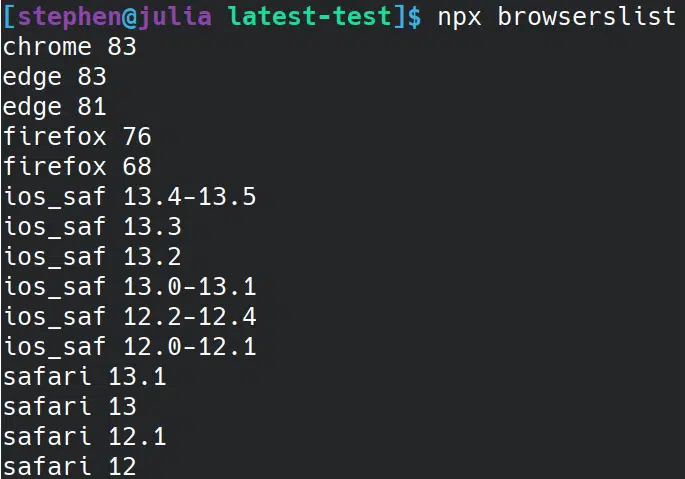 [stephen@julia latest-test]$ npx browserslist
chrome 83
edge 83
edge 81
firefox 76
firefox 68
ios_saf 13.4-13.5
ios_saf 13.3
ios_saf 13.2
ios_saf 13.0-13.1
ios_saf 12.2-12.4
ios_saf 12.0-12.1
safari 13.1
safari 13
safari 12.1
safari 12